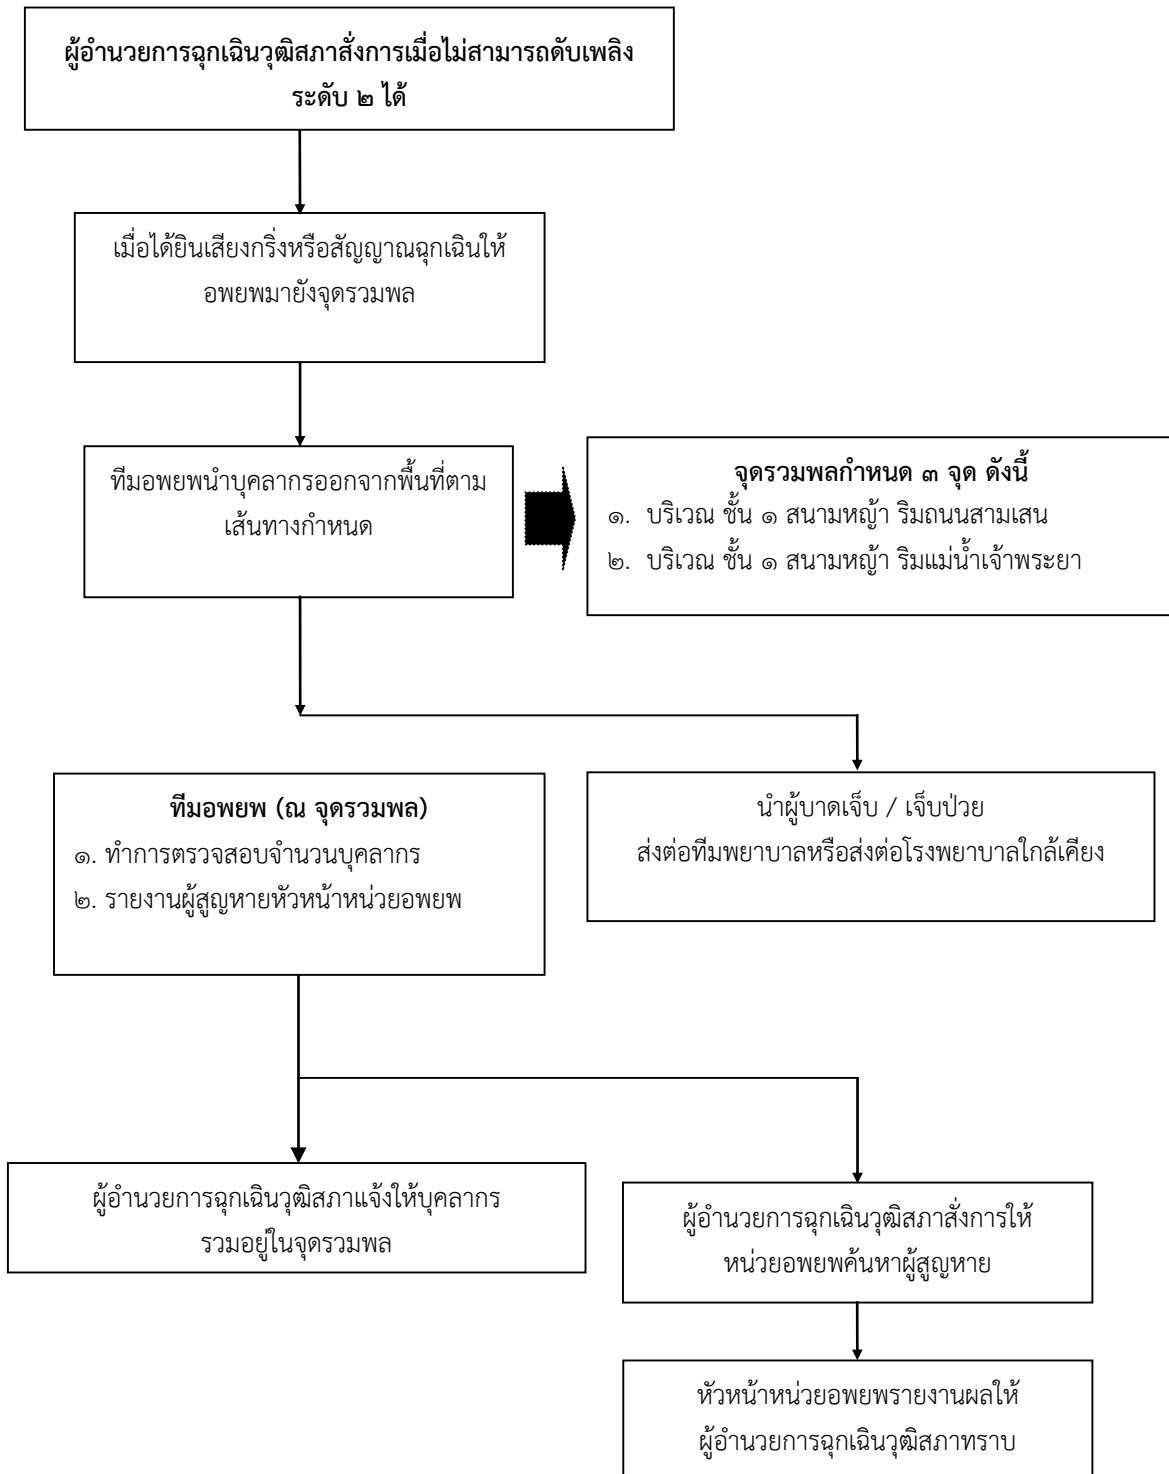 ผู้อำนวยการฉุกเฉินวุฒิสภาสั่งการเมื่อไม่สามารถดับเพลิง
ระดับ ๒ ได้
เมื่อได้ยินเสียงกริ่งหรือสัญญาณฉุกเฉินให้
อพยพมายังจุดรวมพล
ทีมอพยพนำบุคลากรออกจากพื้นที่ตาม
เส้นทางกำหนด
จุดรวมพลกำหนด ๓ จุด ดังนี้
๑. บริเวณ ชั้น ๑ สนามหญ้า ริมถนนสามเสน
๒. บริเวณ ชั้น ๑ สนามหญ้า ริมแม่น้ำเจ้าพระยา
ทีมอพยพ (ณ จุดรวมพล)
๑. ทำการตรวจสอบจำนวนบุคลากร
๒. รายงานผู้สูญหายหัวหน้าหน่วยอพยพ
นำผู้บาดเจ็บ / เจ็บป่วย
ส่งต่อทีมพยาบาลหรือส่งต่อโรงพยาบาลใกล้เคียง
ผู้อำนวยการฉุกเฉินวุฒิสภาแจ้งให้บุคลากร
รวมอยู่ในจุดรวมพล
ผู้อำนวยการฉุกเฉินวุฒิสภาสั่งการให้
หน่วยอพยพค้นหาผู้สูญหาย
หัวหน้าหน่วยอพยพรายงานผลให้
ผู้อำนวยการฉุกเฉินวุฒิสภาทราบ